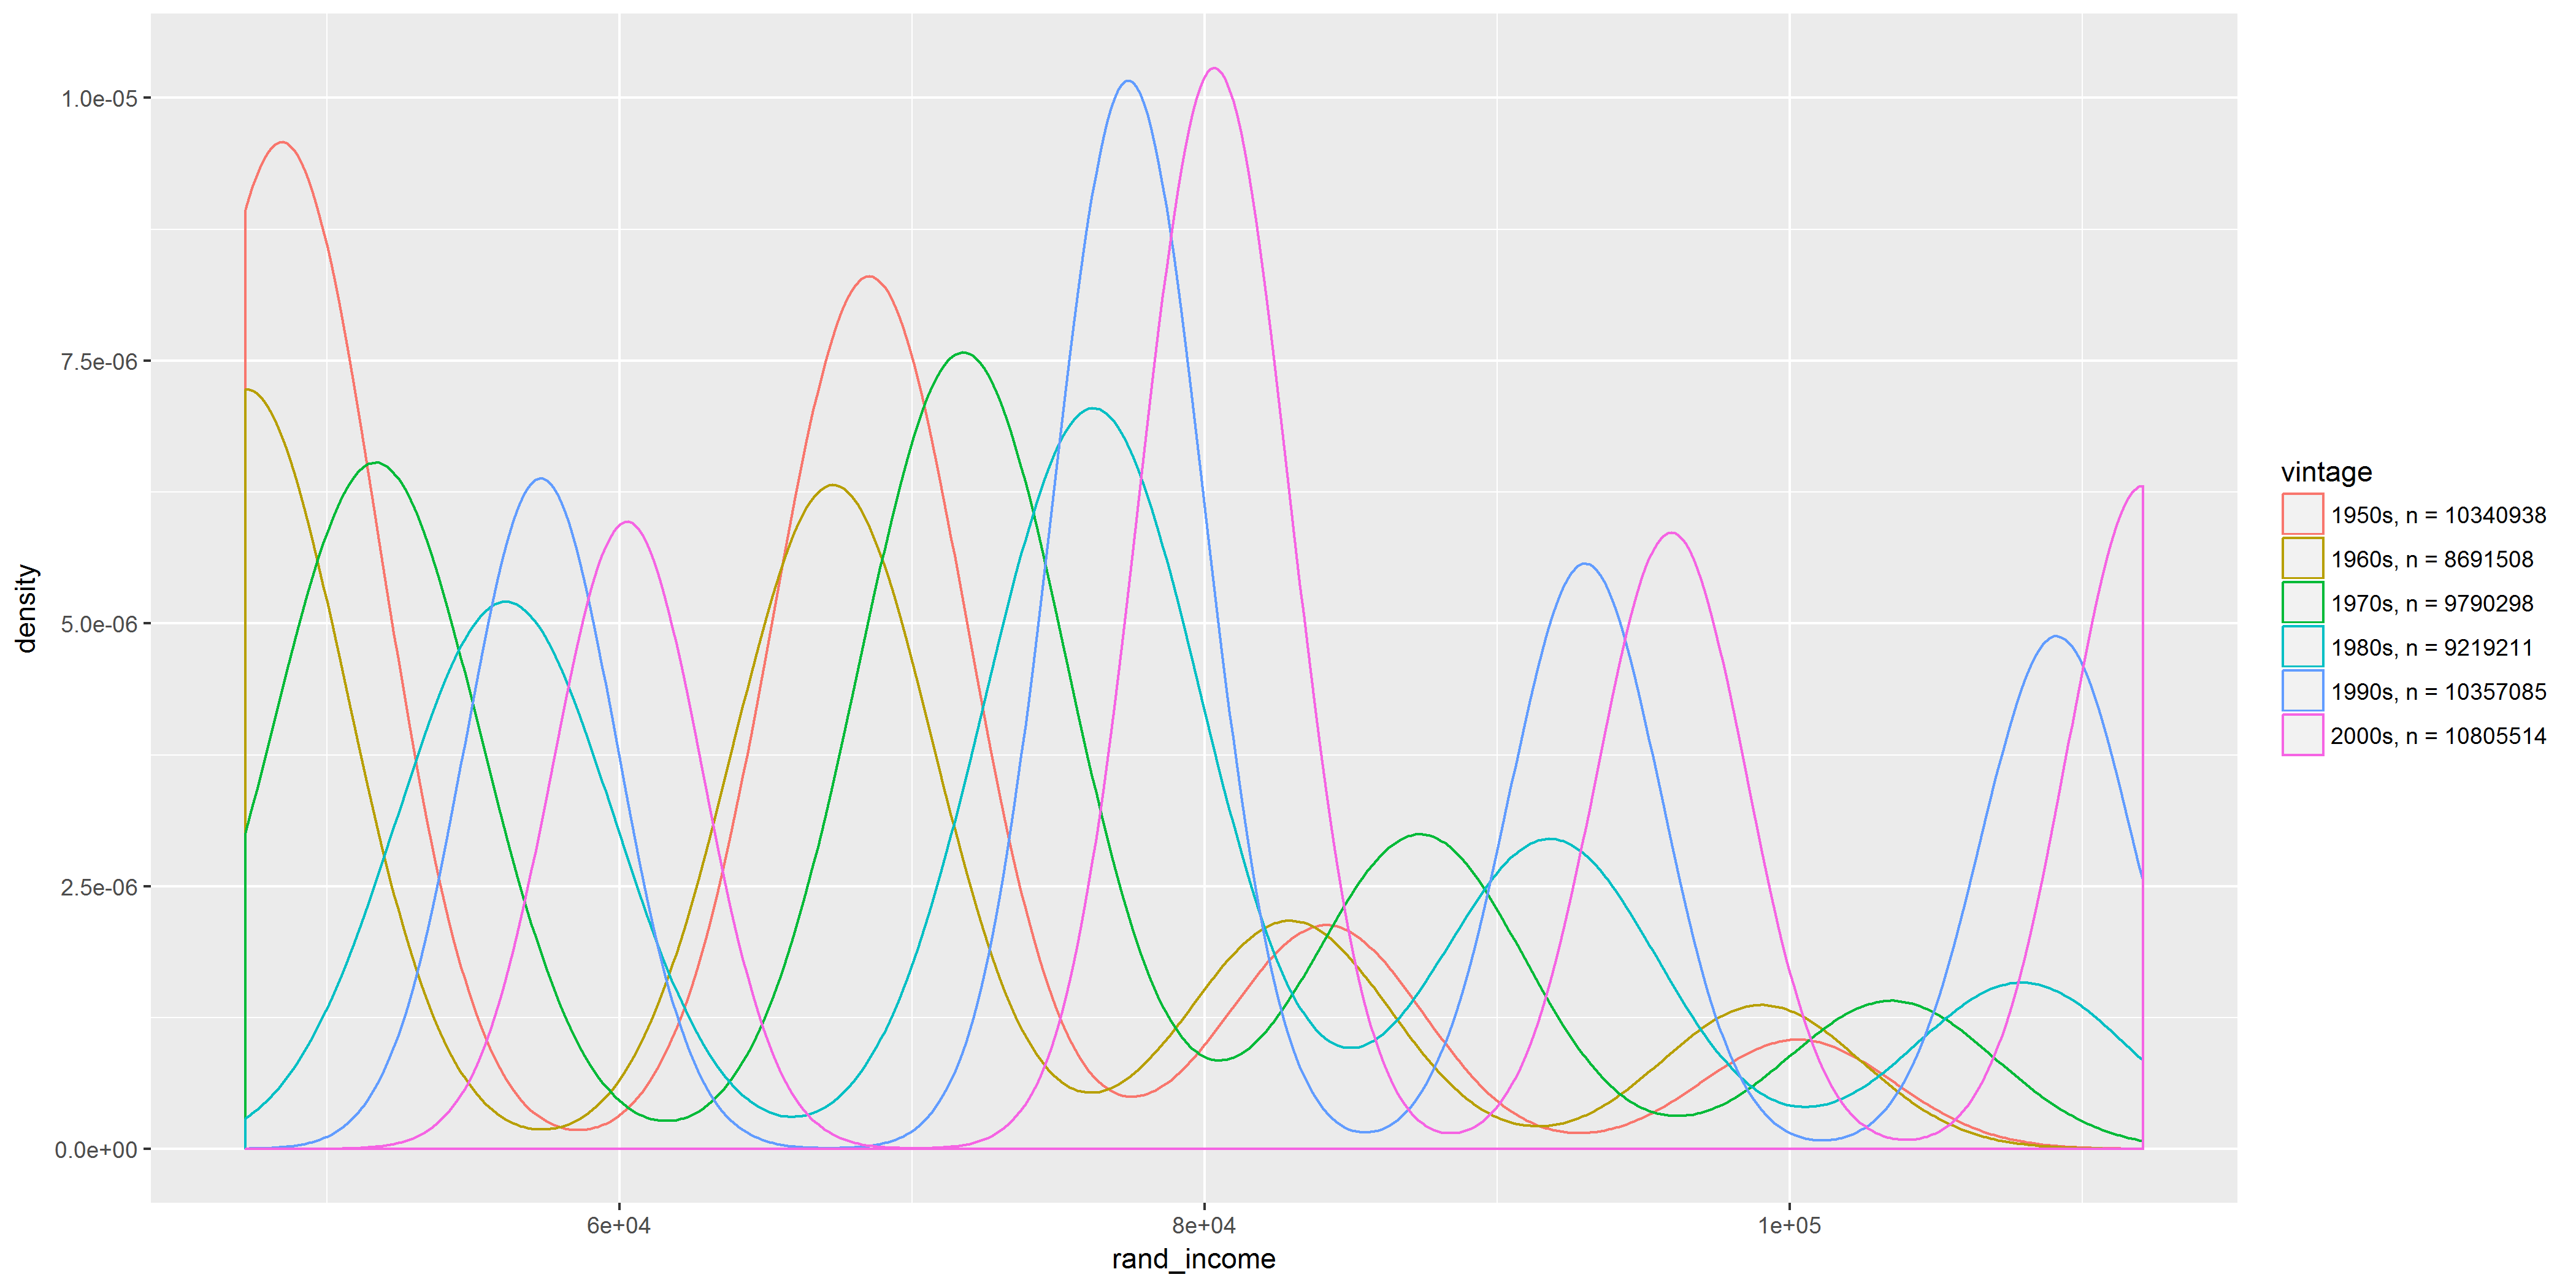 density
1.0e-05
7.5e-06
5.0e-06
2.5e-06
0.0e+00
6e+04
8e+04
1e+05
rand_income
vintage
1950s, n = 10340938
1960s, n = 8691508
1970s, n = 9790298
1980s, n = 9219211
1990s, n = 10357085
2000s, n = 10805514